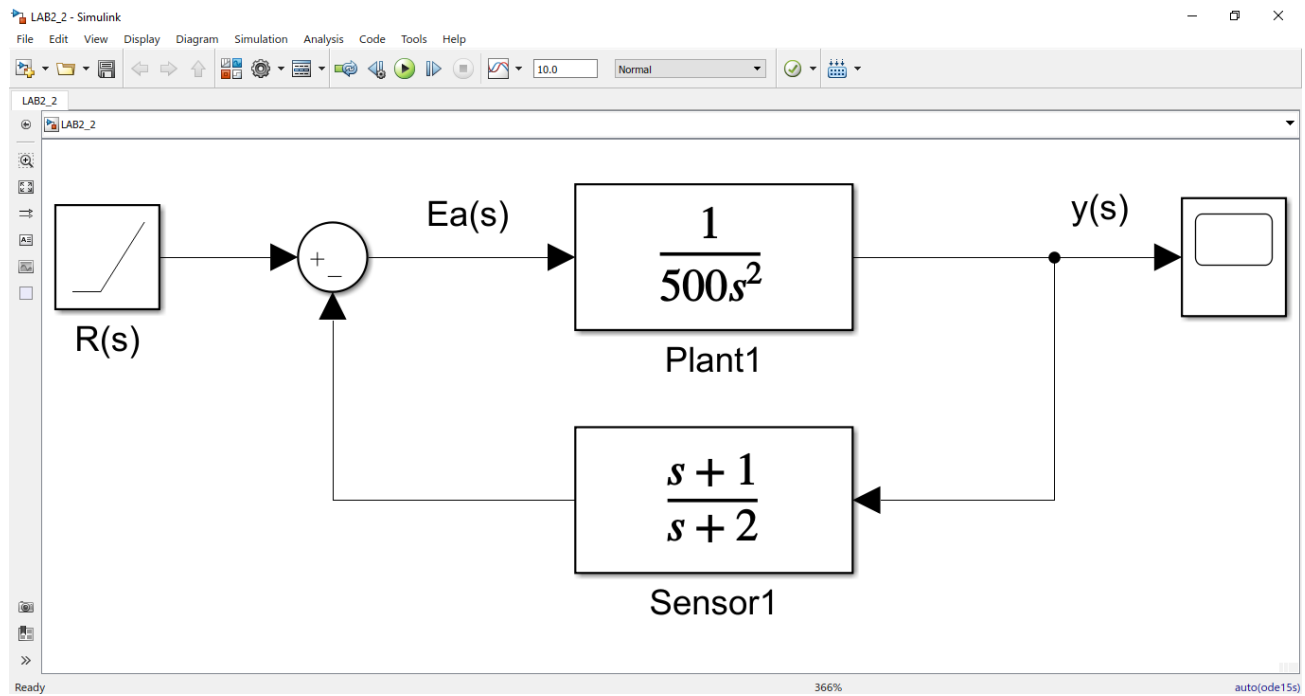 LAB2_2 - Simulink
File Edit View Display Diagram Simulation Analysis Code Tools Help
10.0 Normal
LAB2_2
LAB2_2
Ea(s)
y(s)
1
500s²
+
−
R(s)
Plant1
s + 1
s + 2
Sensor1
Ready 366% auto(ode15s)